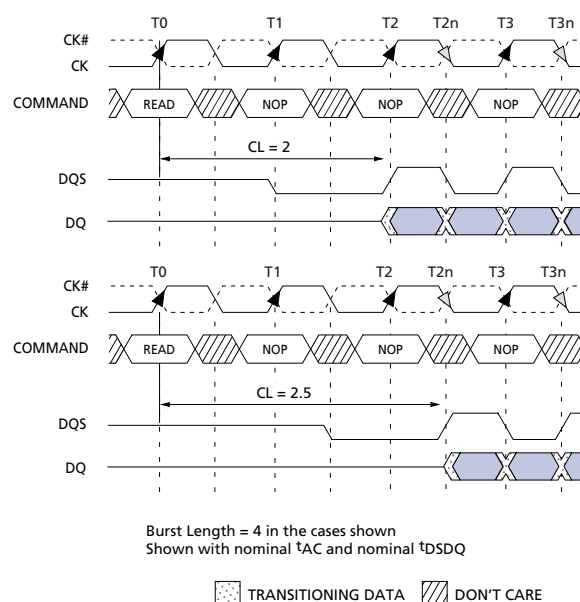 T0 T1 T2 T2n T3 T3n
CK#
CK
COMMAND READ NOP NOP NOP
CL = 2
DQS
DQ
T0 T1 T2 T2n T3 T3n
CK#
CK
COMMAND READ NOP NOP NOP
CL = 2.5
DQS
DQ
Burst Length = 4 in the cases shown
Shown with nominal tAC and nominal tDSDQ
TRANSITIONING DATA DON'T CARE